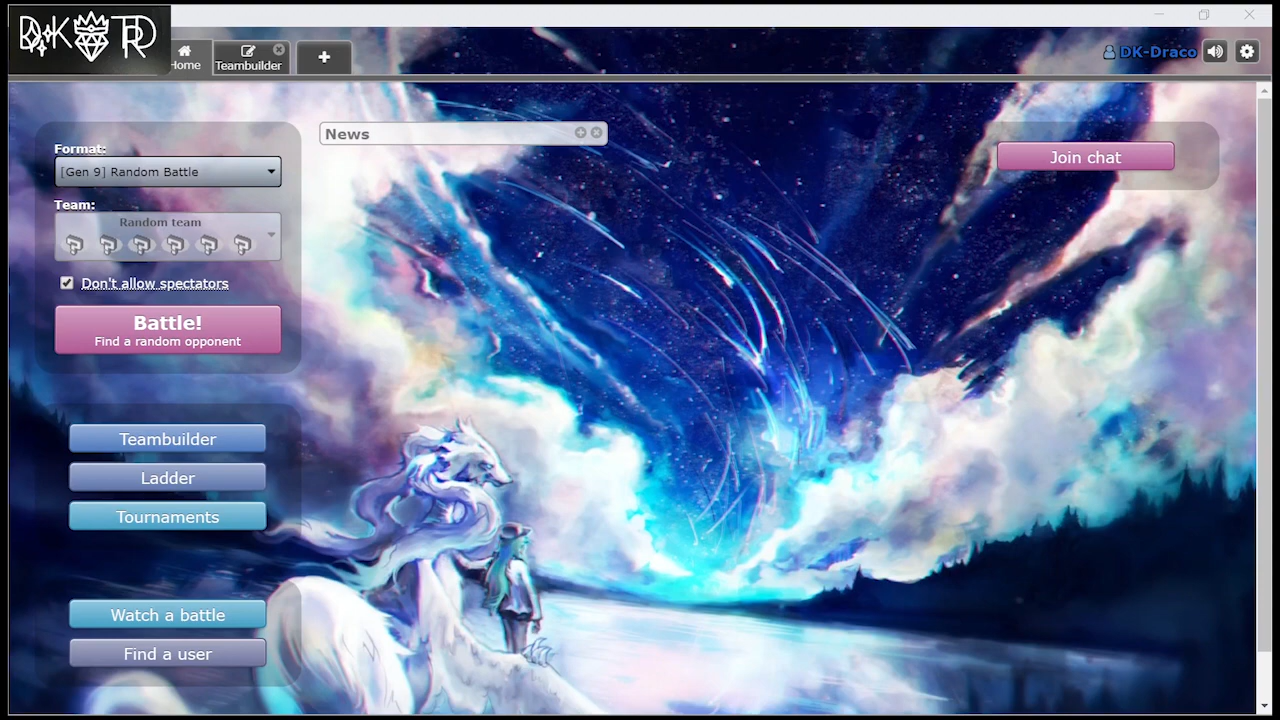 Home
Teambuilder
DK-Draco
Format:
[Gen 9] Random Battle
Team:
Random team
Don't allow spectators
Battle!
Find a random opponent
News
Join chat
Teambuilder
Ladder
Tournaments
Watch a battle
Find a user